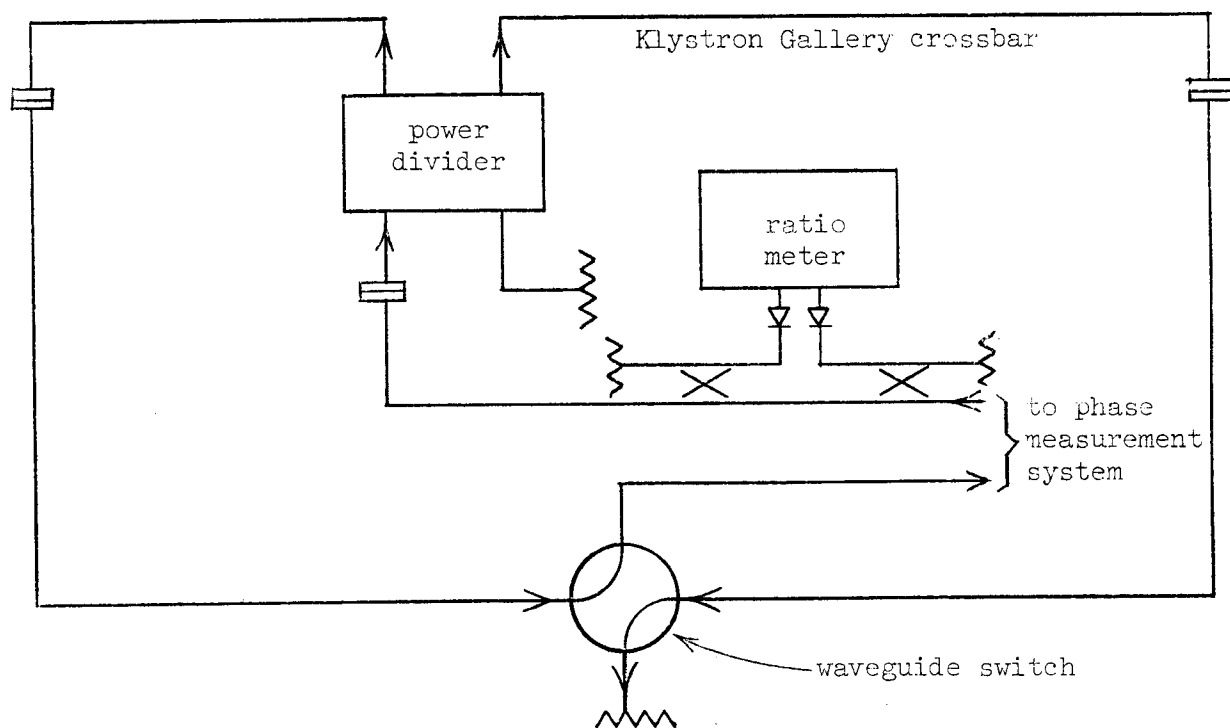 Klystron Gallery crossbar
power
divider
ratio
meter
to phase
measurement
system
waveguide switch